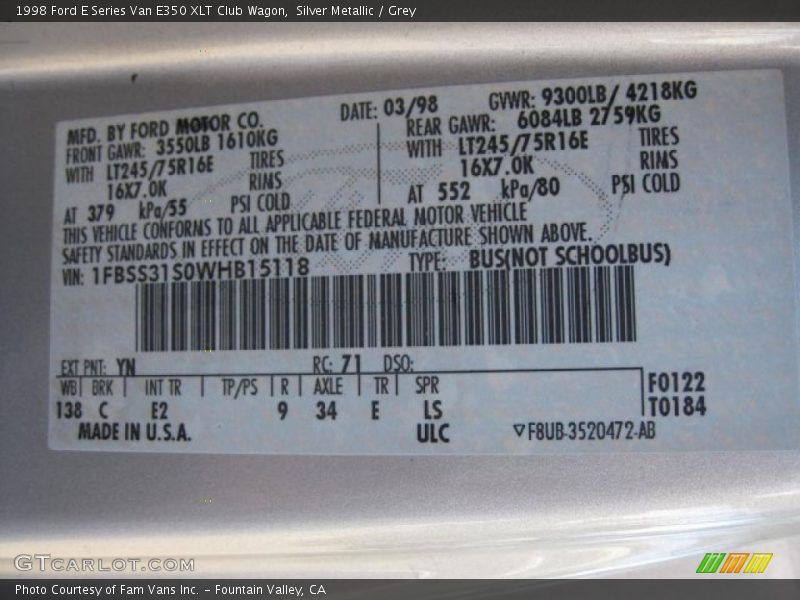 1998 Ford E Series Van E350 XLT Club Wagon, Silver Metallic / Grey
MFD. BY FORD MOTOR CO. DATE: 03/98 GVWR: 9300LB/ 4218KG
FRONT GAWR: 3550LB 1610KG REAR GAWR: 6084LB 2759KG
WITH LT245/75R16E TIRES WITH LT245/75R16E TIRES
16X7.0K RINS 16X7.0K RINS
AT 379 kPa/55 PSI COLD AT 552 kPa/80 PSI COLD
THIS VEHICLE CONFORMS TO ALL APPLICABLE FEDERAL MOTOR VEHICLE
SAFETY STANDARDS IN EFFECT ON THE DATE OF MANUFACTURE SHOWN ABOVE.
VIN: 1FBSS31S0WHB15118 TYPE: BUS(NOT SCHOOLBUS)
EXT PNT: YN RC: 71 DSO:
WB BRK INT TR TP/PS R AXLE TR SPR F0122
138 C E2 9 34 E LS T0184
MADE IN U.S.A. ULC F8UB-3520472-AB
GTCARLOT.COM
Photo Courtesy of Fam Vans Inc. – Fountain Valley, CA